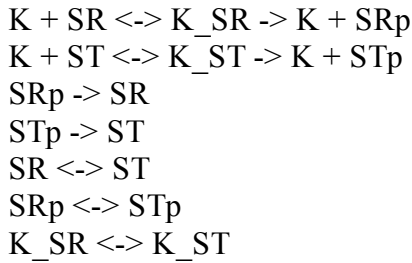 K + SR <-> K_SR -> K + SRp
K + ST <-> K_ST -> K + STp
SRp -> SR
STp -> ST
SR <-> ST
SRp <-> STp
K_SR <-> K_ST